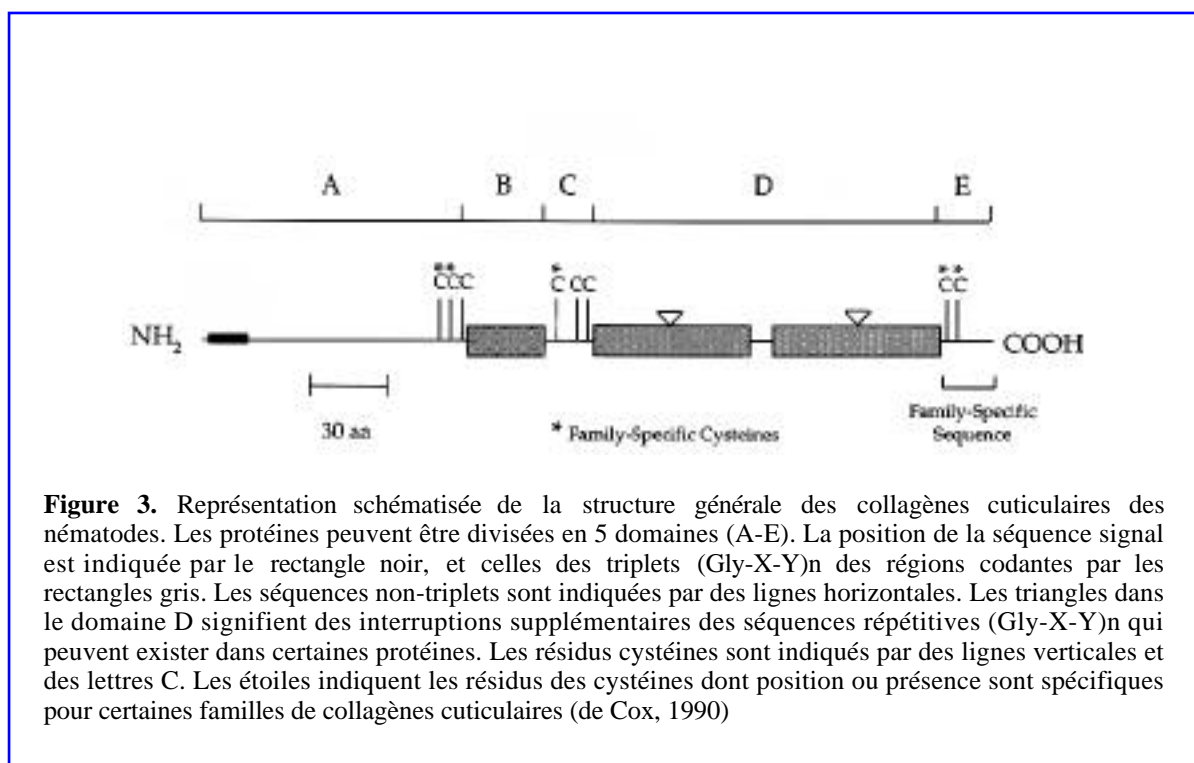 A B C D E
** * **
CCC C CC CC
NH2 COOH
30 aa * Family-Specific Cysteines Family-Specific
Sequence
Figure 3. Représentation schématisée de la structure générale des collagènes cuticulaires des
nématodes. Les protéines peuvent être divisées en 5 domaines (A-E). La position de la séquence signal
est indiquée par le rectangle noir, et celles des triplets (Gly-X-Y)n des régions codantes par les
rectangles gris. Les séquences non-triplets sont indiquées par des lignes horizontales. Les triangles dans
le domaine D signifient des interruptions supplémentaires des séquences répétitives (Gly-X-Y)n qui
peuvent exister dans certaines protéines. Les résidus cystéines sont indiqués par des lignes verticales et
des lettres C. Les étoiles indiquent les résidus des cystéines dont position ou présence sont spécifiques
pour certaines familles de collagènes cuticulaires (de Cox, 1990)